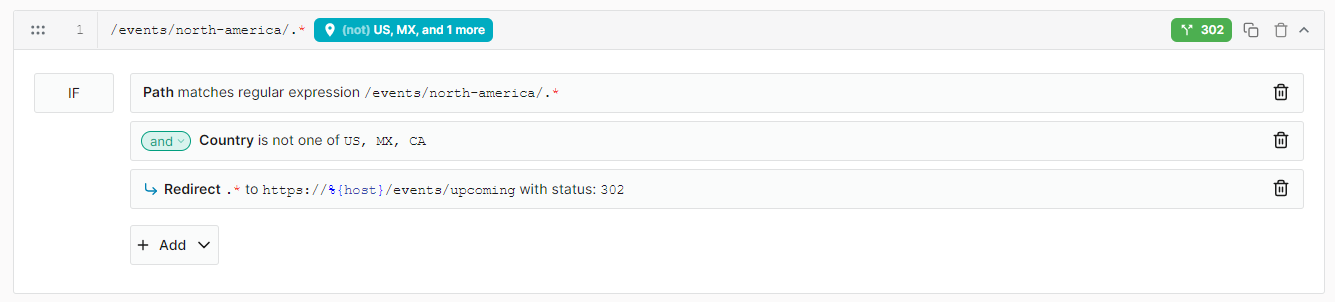 1 /events/north-america/.* (not) US, MX, and 1 more 302
IF
Path matches regular expression /events/north-america/.*
and Country is not one of US, MX, CA
Redirect .* to https://%{host}/events/upcoming with status: 302
+ Add